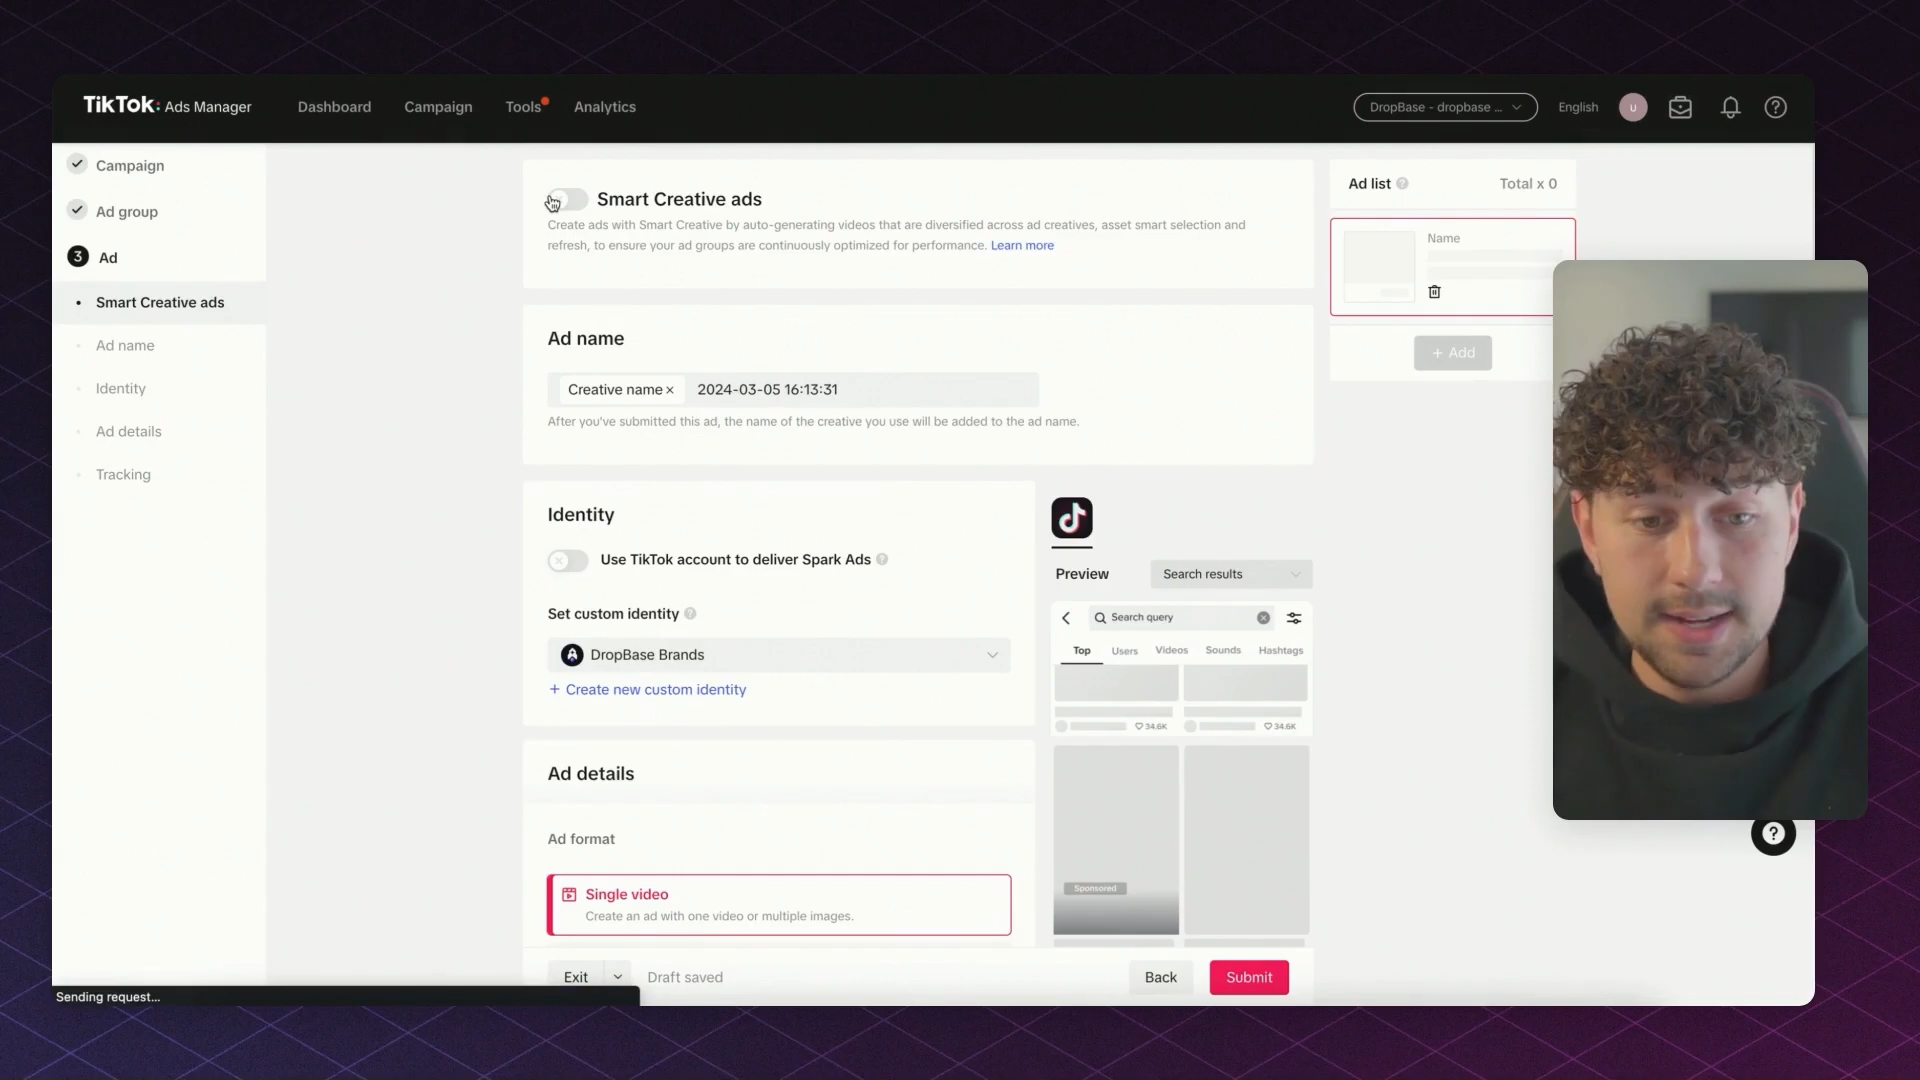 TikTok: Ads Manager
Dashboard
Campaign
Tools
Analytics
DropBase - dropbase ...
English
U
Campaign
Ad group
3 Ad
Smart Creative ads
Ad name
Identity
Ad details
Tracking
Smart Creative ads
Create ads with Smart Creative by auto-generating videos that are diversified across ad creatives, asset smart selection and
refresh, to ensure your ad groups are continuously optimized for performance. Learn more
Ad name
Creative name × 2024-03-05 16:13:31
After you've submitted this ad, the name of the creative you use will be added to the ad name.
Identity
Use TikTok account to deliver Spark Ads
Set custom identity
DropBase Brands
+ Create new custom identity
Ad details
Ad format
Single video
Create an ad with one video or multiple images.
Preview
Search results
Search query
Top
Users
Videos
Sounds
Hashtags
34.6K
34.6K
Sponsored
Ad list
Total x 0
Name
+ Add
Exit
Draft saved
Back
Submit
Sending request...